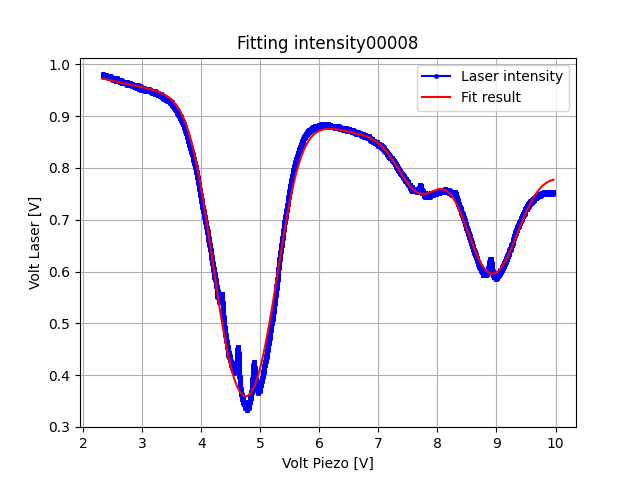 Fitting intensity00008
Laser intensity
Fit result
Volt Laser [V]
1.0
0.9
0.8
0.7
0.6
0.5
0.4
0.3
2 3 4 5 6 7 8 9 10
Volt Piezo [V]